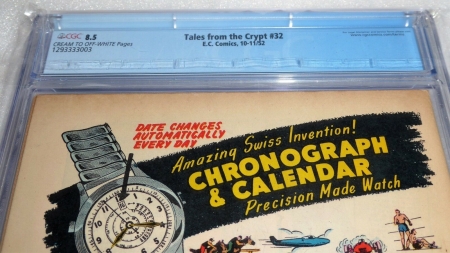 CGC 8.5
CREAM TO OFF-WHITE Pages
1293333003
Tales from the Crypt #32
E.C. Comics, 10-11/52
DATE CHANGES
AUTOMATICALLY
EVERY DAY
Amazing Swiss Invention!
CHRONOGRAPH
& CALENDAR
Precision Made Watch